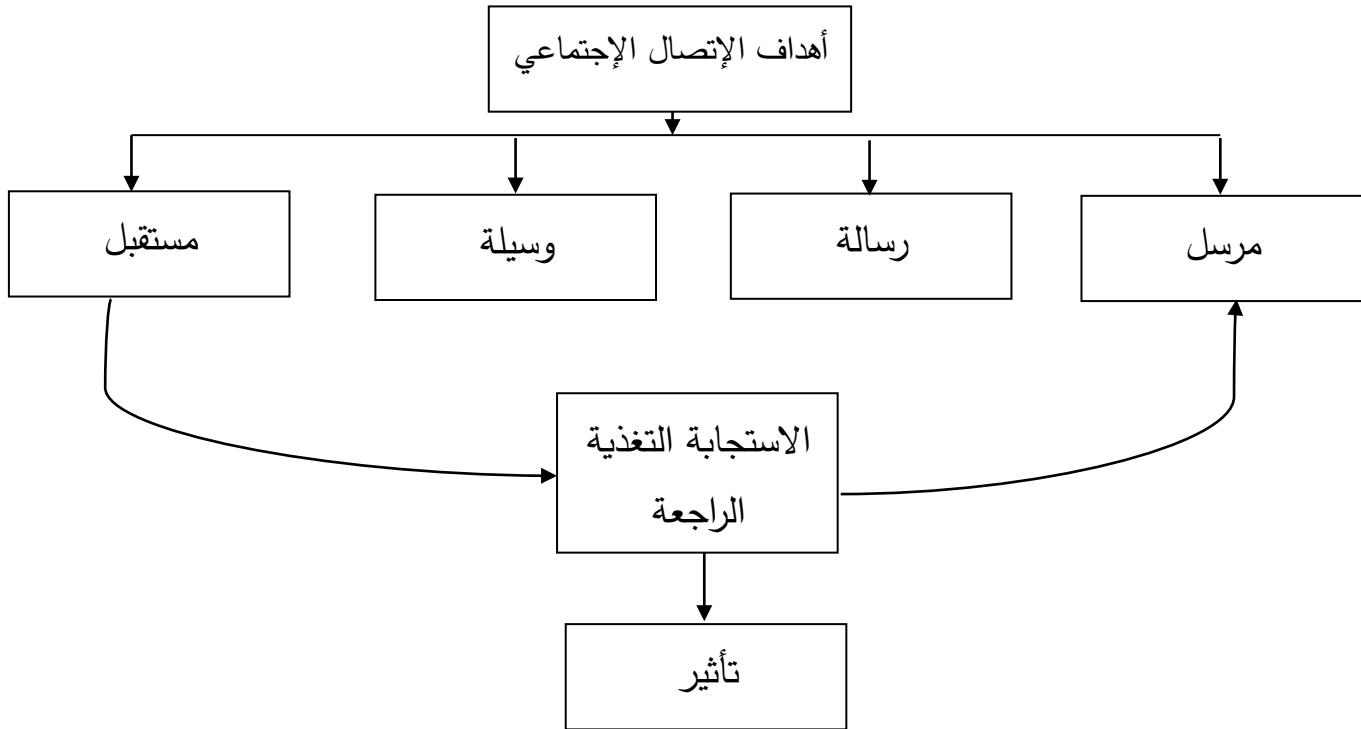 أهداف الإتصال الإجتماعي
مرسل
رسالة
وسيلة
مستقبل
الاستجابة التغذية
الراجعة
تأثير